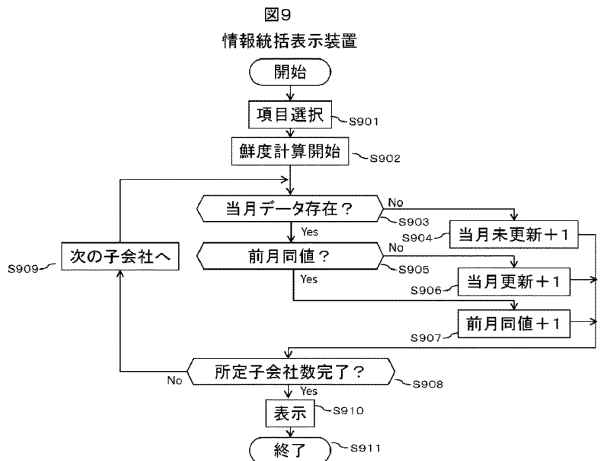 図9
情報統括表示装置
開始
項目選択
S901
鮮度計算開始
S902
当月データ存在？
No
S903
Yes
S904
当月未更新＋1
S909
次の子会社へ
前月同値？
No
S905
Yes
S906
当月更新＋1
S907
前月同値＋1
所定子会社数完了？
No
S908
Yes
表示
S910
終了
S911